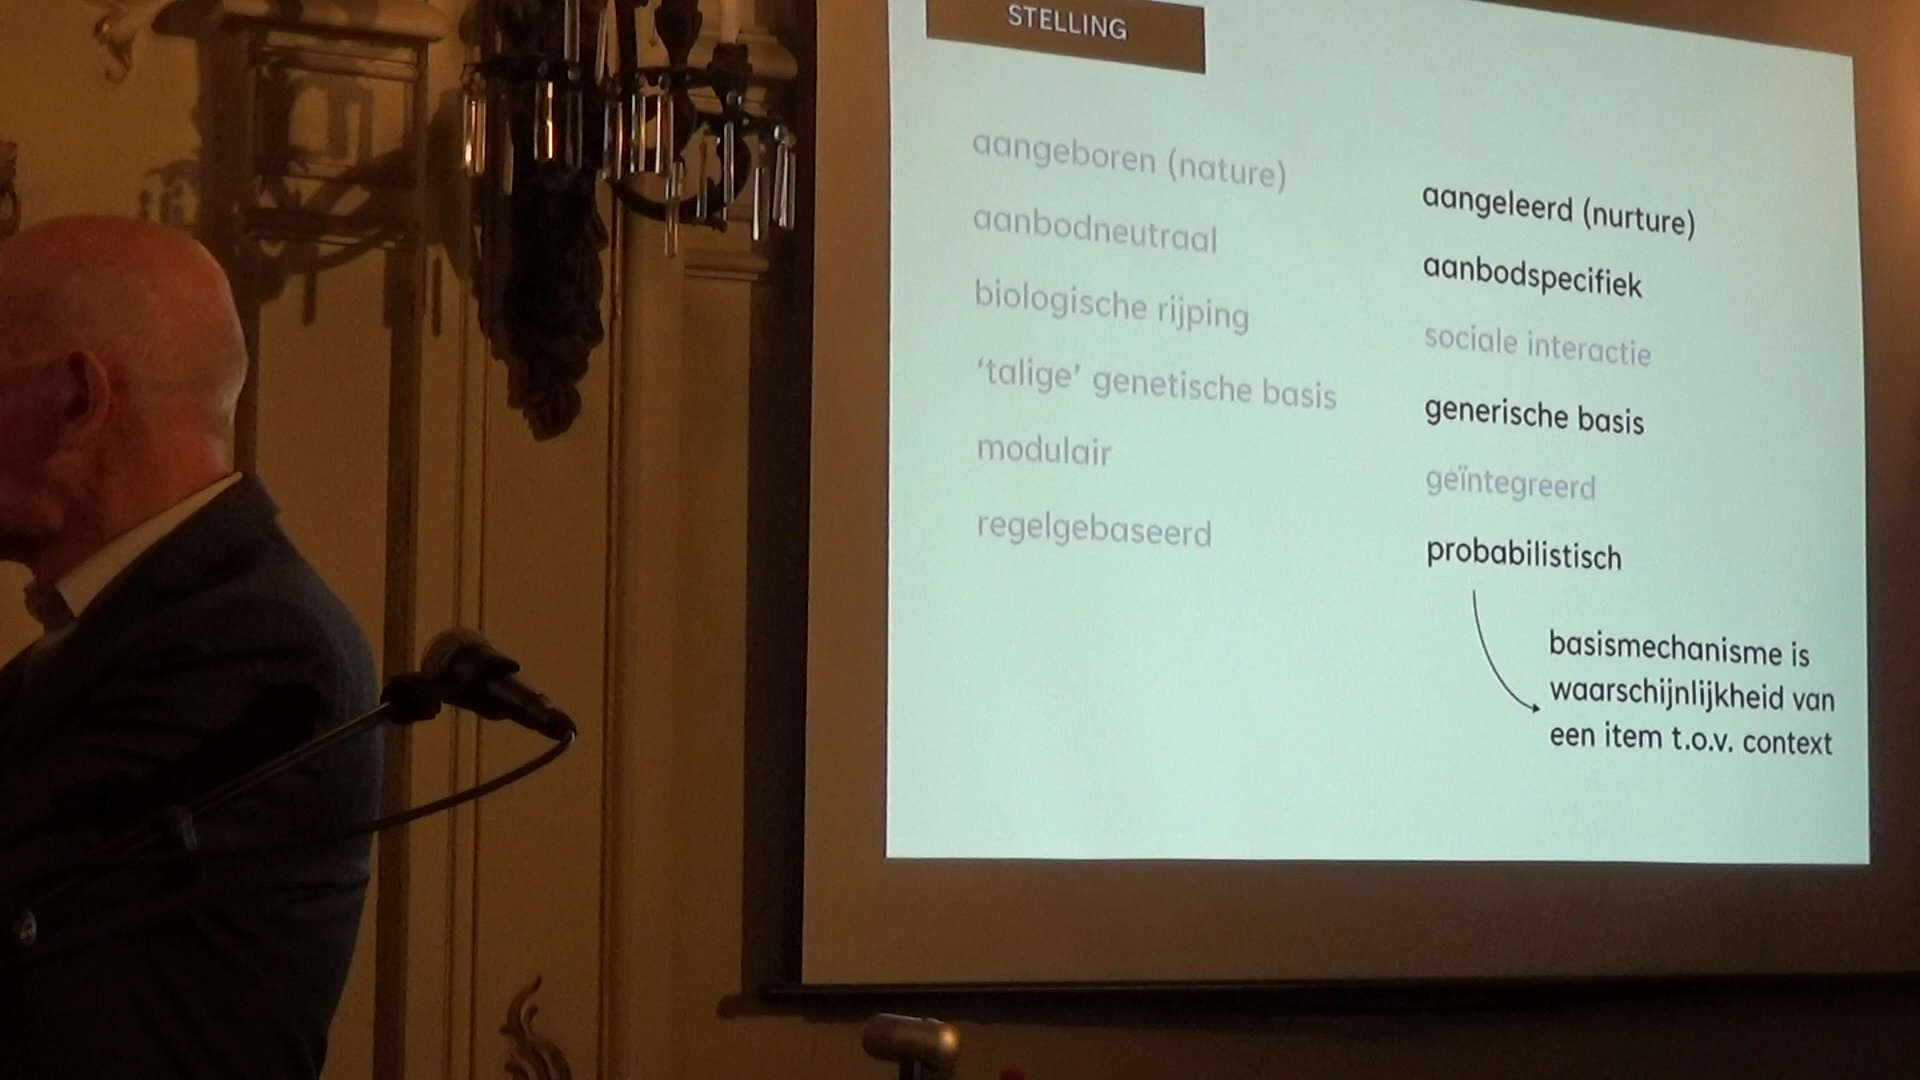 STELLING
aangeboren (nature)
aanbodneutraal
biologische rijping
‘talige’ genetische basis
modulair
regelgebaseerd
aangeleerd (nurture)
aanbodspecifiek
sociale interactie
generische basis
geïntegreerd
probabilistisch
basismechanisme is
waarschijnlijkheid van
een item t.o.v. context